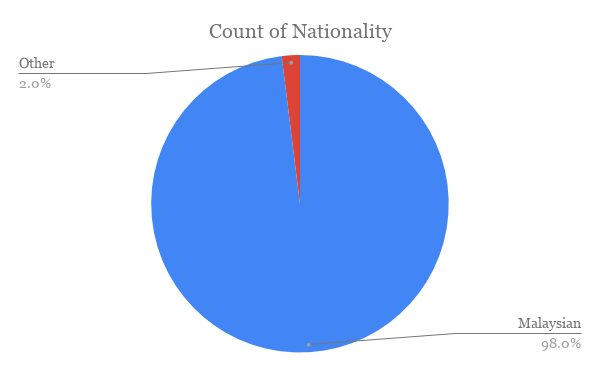 Count of Nationality
Other
2.0%
Malaysian
98.0%